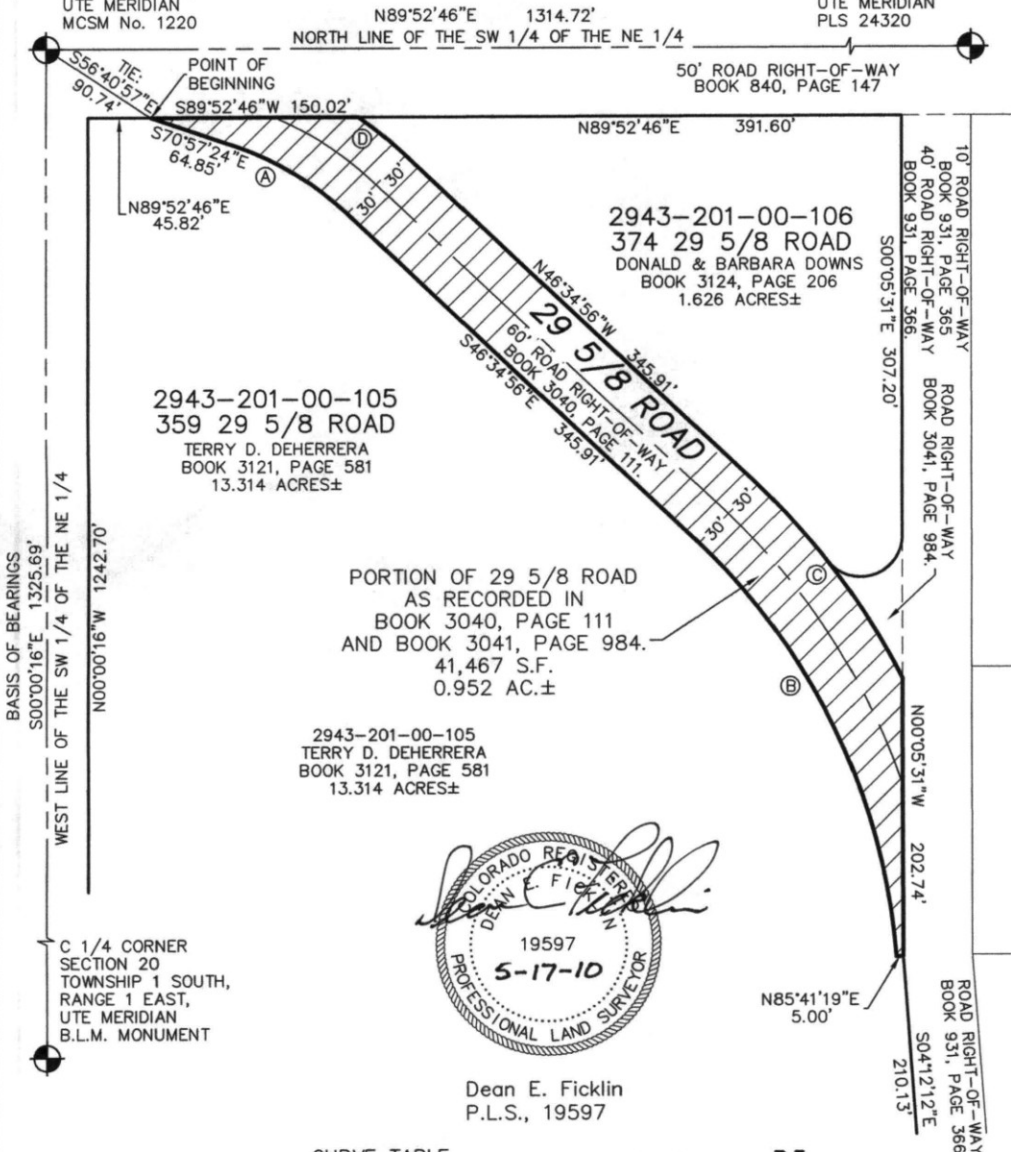 UTE MERIDIAN
MCSM No. 1220
N89°52'46"E 1314.72'
NORTH LINE OF THE SW 1/4 OF THE NE 1/4
UTE MERIDIAN
PLS 24320
50' ROAD RIGHT-OF-WAY
BOOK 840, PAGE 147
TIE:
S56°40'57"E
90.74'
POINT OF
BEGINNING
S89°52'46"W 150.02'
N89°52'46"E 391.60'
S70°57'24"E
64.85'
A
D
30' 30'
N89°52'46"E
45.82'
2943-201-00-106
374 29 5/8 ROAD
DONALD & BARBARA DOWNS
BOOK 3124, PAGE 206
1.626 ACRES±
S00°05'31"E 307.20'
10' ROAD RIGHT-OF-WAY
BOOK 931, PAGE 365
40' ROAD RIGHT-OF-WAY
BOOK 931, PAGE 366.
ROAD RIGHT-OF-WAY
BOOK 3041, PAGE 984.
N46°34'56"W 345.91'
29 5/8 ROAD
60' ROAD RIGHT-OF-WAY
BOOK 3040, PAGE 111.
S46°34'56"E 345.91'
30' 30'
2943-201-00-105
359 29 5/8 ROAD
TERRY D. DEHERRERA
BOOK 3121, PAGE 581
13.314 ACRES±
BASIS OF BEARINGS
S00°00'16"E 1325.69'
WEST LINE OF THE SW 1/4 OF THE NE 1/4
N00°00'16"W 1242.70'
PORTION OF 29 5/8 ROAD
AS RECORDED IN
BOOK 3040, PAGE 111
AND BOOK 3041, PAGE 984.
41,467 S.F.
0.952 AC.±
C
B
2943-201-00-105
TERRY D. DEHERRERA
BOOK 3121, PAGE 581
13.314 ACRES±
N00°05'31"W 202.74'
COLORADO REGISTERED
DEAN E. FICKLIN
19597
5-17-10
PROFESSIONAL LAND SURVEYOR
C 1/4 CORNER
SECTION 20
TOWNSHIP 1 SOUTH,
RANGE 1 EAST,
UTE MERIDIAN
B.L.M. MONUMENT
N85°41'19"E
5.00'
S04°12'12"E
210.13'
ROAD RIGHT-OF-WAY
BOOK 931, PAGE 366
Dean E. Ficklin
P.L.S., 19597
CURVE TABLE